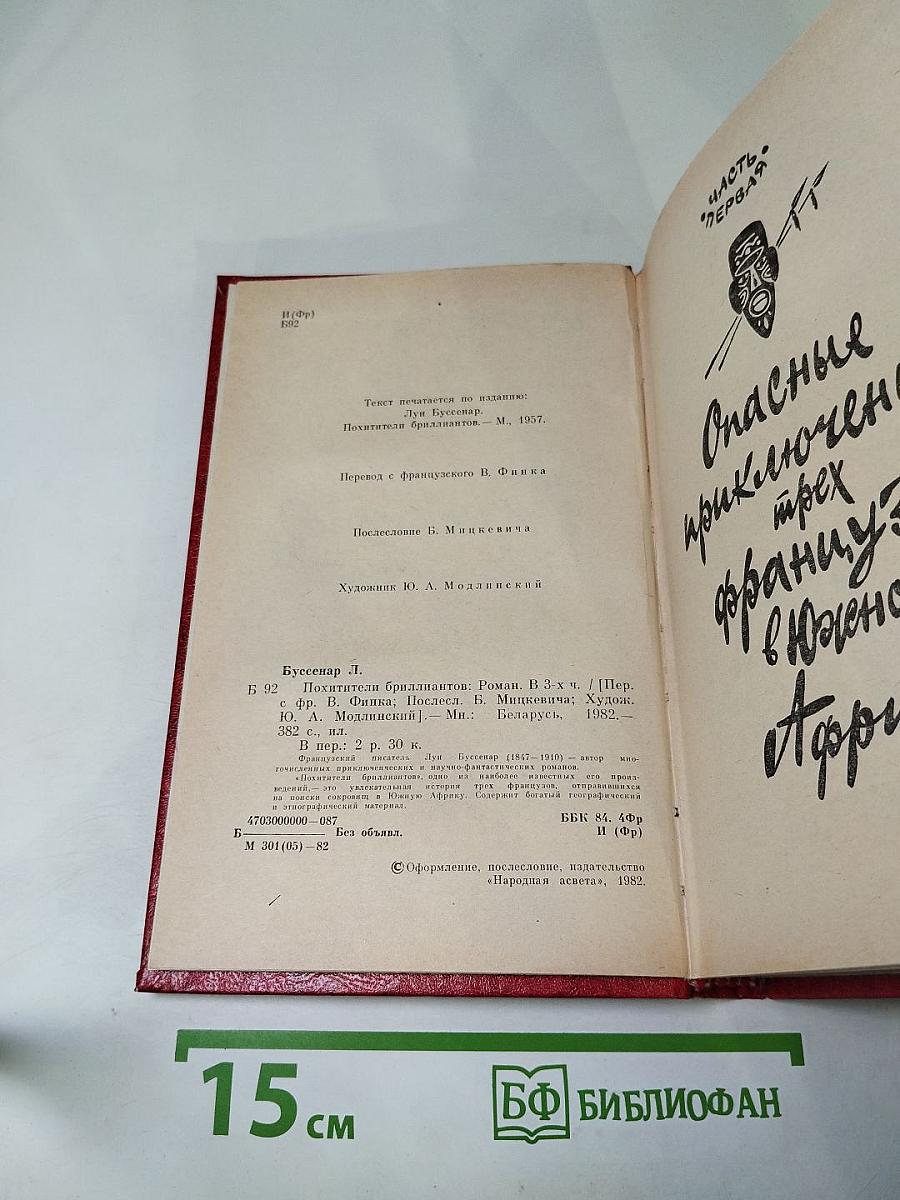 И(Фр)
Б92
Текст печатается по изданию:
Луи Буссенар.
Похитители бриллиантов.— М., 1957.
Перевод с французского В. Финка
Послесловие Б. Мицкевича
Художник Ю. А. Модлинский
Буссенар Л.
Б 92 Похитители бриллиантов: Роман. В 3-х ч. / [Пер.
с фр. В. Финка; Послесл. Б. Мицкевича; Худож.
Ю. А. Модлинский].— Мн.: Беларусь, 1982.—
382 с., ил.
В пер.: 2 р. 30 к.
Французский писатель Луи Буссенар (1847—1910) — автор мно-
гочисленных приключенческих и научно-фантастических романов.
«Похитители бриллиантов», одно из наиболее известных его произ-
ведений,— это увлекательная история трех французов, отправившихся
на поиски сокровищ в Южную Африку. Содержит богатый географический
и этнографический материал.
4703000000—087
Б——— Без объявл.
М 301(05)—82
ББК 84. 4Фр
И (Фр)
© Оформление, послесловие, издательство
«Народная асвета», 1982.
•ЧАСТЬ•
•ПЕРВАЯ•
Опасные
приключен
трех
француз
в Южно
Афри
15 см
БФ БИБЛИОФАН